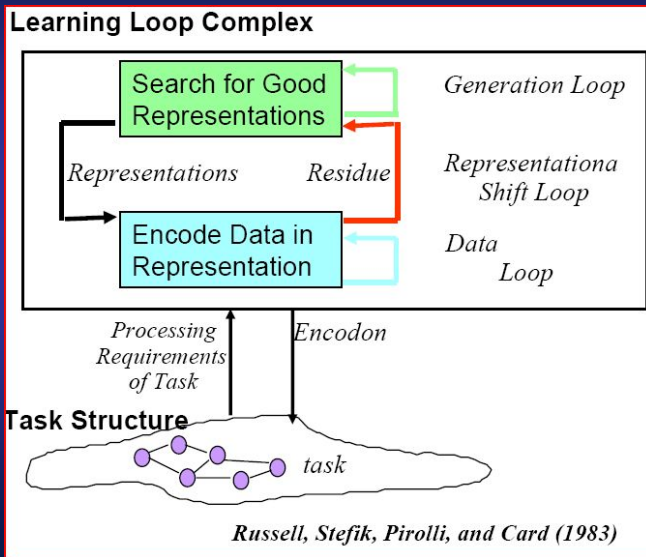 Learning Loop Complex
Search for Good
Representations
Generation Loop
Representations
Residue
Representationa
Shift Loop
Encode Data in
Representation
Data
Loop
Processing
Requirements
of Task
Encodon
Task Structure
task
Russell, Stefik, Pirolli, and Card (1983)